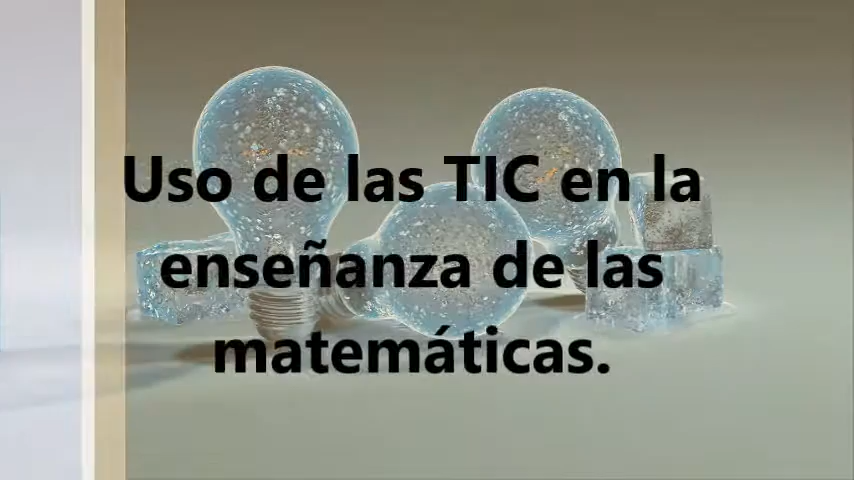 Uso de las TIC en la
enseñanza de las
matemáticas.